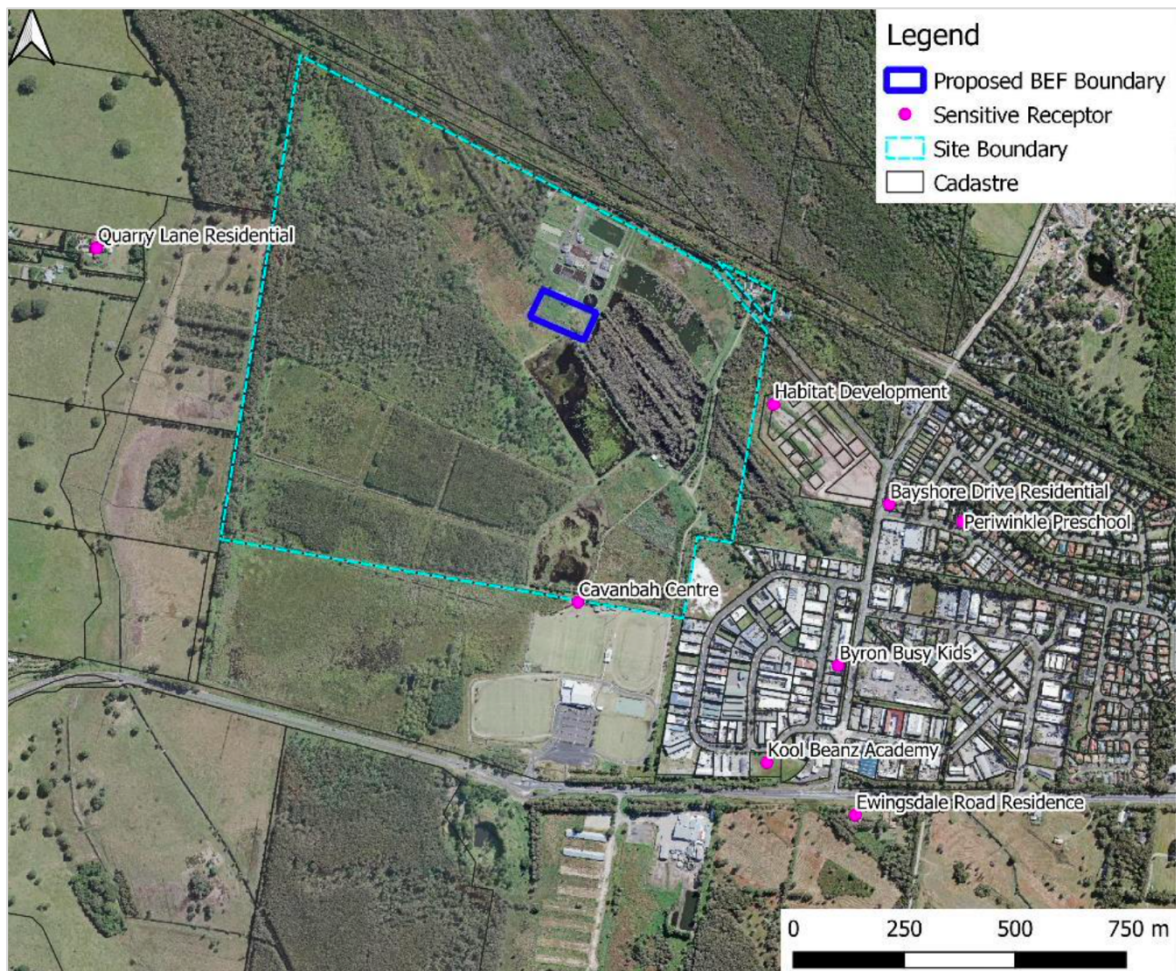 Legend
Proposed BEF Boundary
Sensitive Receptor
Site Boundary
Cadastre
Quarry Lane Residential
Habitat Development
Bayshore Drive Residential
Periwinkle Preschool
Cavanbah Centre
Byron Busy Kids
Kool Beanz Academy
Ewingsdale Road Residence
0 250 500 750 m